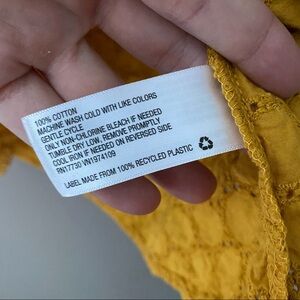 100% COTTON
MACHINE WASH COLD WITH LIKE COLORS
GENTLE CYCLE
ONLY NON-CHLORINE BLEACH IF NEEDED
TUMBLE DRY LOW. REMOVE PROMPTLY
COOL IRON IF NEEDED ON REVERSED SIDE
RN17730 VN1974109
LABEL MADE FROM 100% RECYCLED PLASTIC